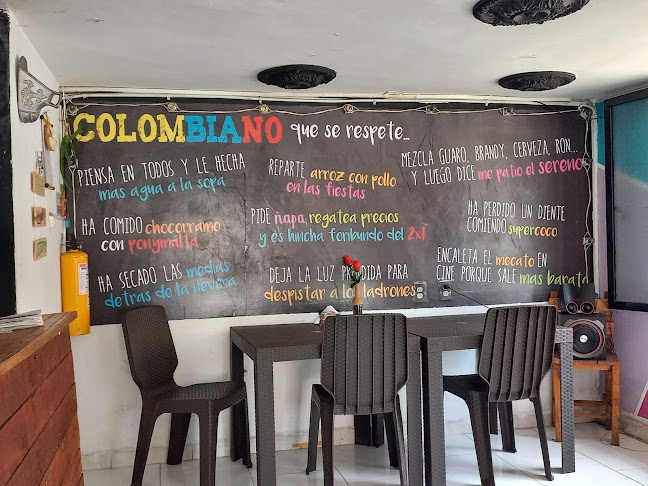 COLOMBIANO que se respete...
PIENSA EN TODOS Y LE HECHA
mas agua a la sopa
HA COMIDO chocorramo
con ponymalta
HA SECADO LAS medias
detras de la nevera
REPARTE arroz con pollo
en las fiestas
PIDE ñapa, regatea precios
y es hincha foribundo del 2x1
DEJA LA LUZ PRENDIDA PARA
despistar a los ladrones
MEZCLA GUARO, BRANDY, CERVEZA, RON...
Y LUEGO DICE me patio el sereno
HA PERDIDO UN DIENTE
COMIENDO supercoco
ENCALETA EL mecato EN
CINE PORQUE SALE mas barato